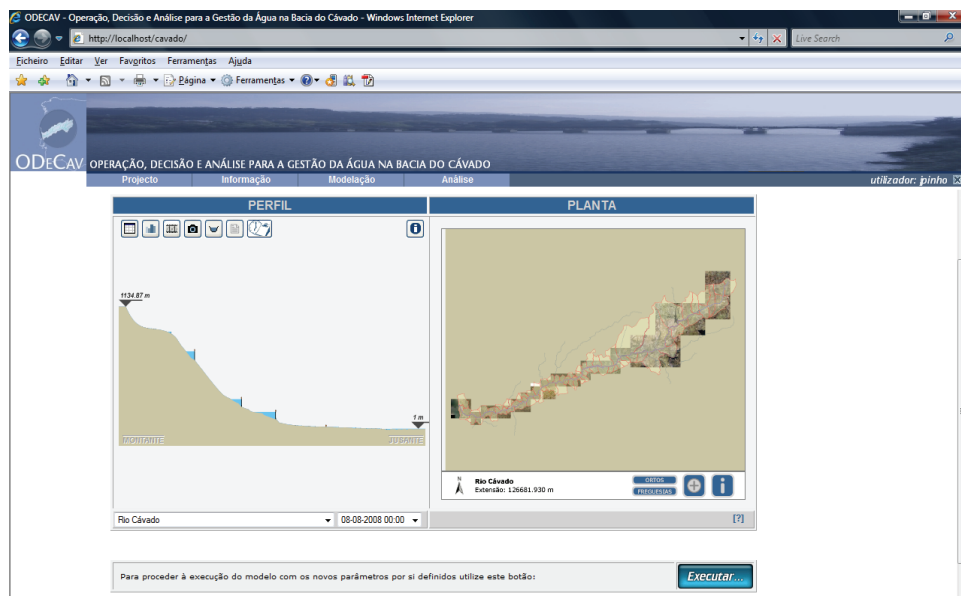 ODECAV - Operação, Decisão e Análise para a Gestão da Água na Bacia do Cávado - Windows Internet Explorer
http://localhost/cavado/
Live Search
Ficheiro Editar Ver Favoritos Ferramentas Ajuda
Página Ferramentas
ODeCav OPERAÇÃO, DECISÃO E ANÁLISE PARA A GESTÃO DA ÁGUA NA BACIA DO CÁVADO
Projecto Informação Modelação Análise utilizador: jpinho
PERFIL PLANTA
1134.87 m
1 m
MONTANTE JUSANTE
N
Rio Cávado
Extensão: 126681.930 m
ORTOS
FREGUESIAS
Rio Cávado 08-08-2008 00:00 [?]
Para proceder à execução do modelo com os novos parâmetros por si definidos utilize este botão: Executar...